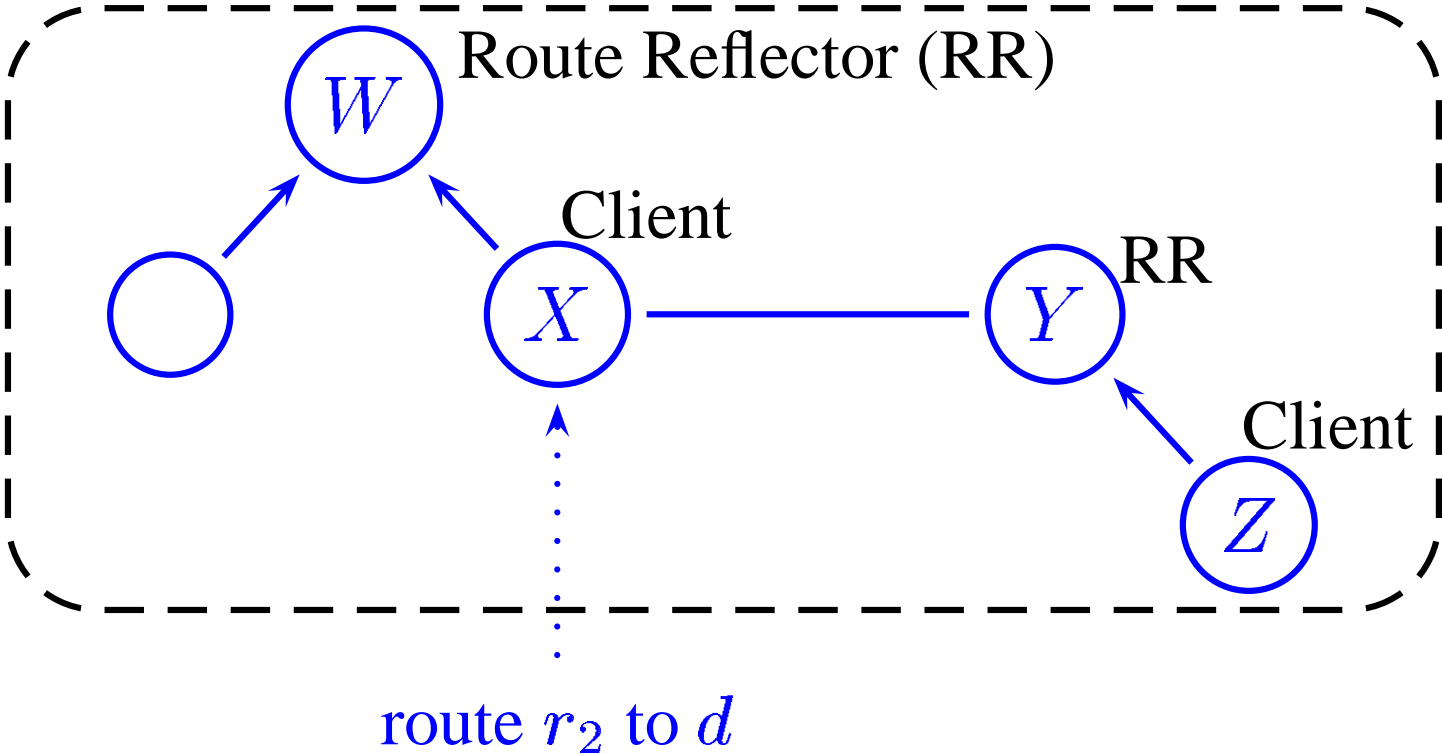 W
Route Reflector (RR)
Client
X
Y
RR
Client
Z
route r₂ to d